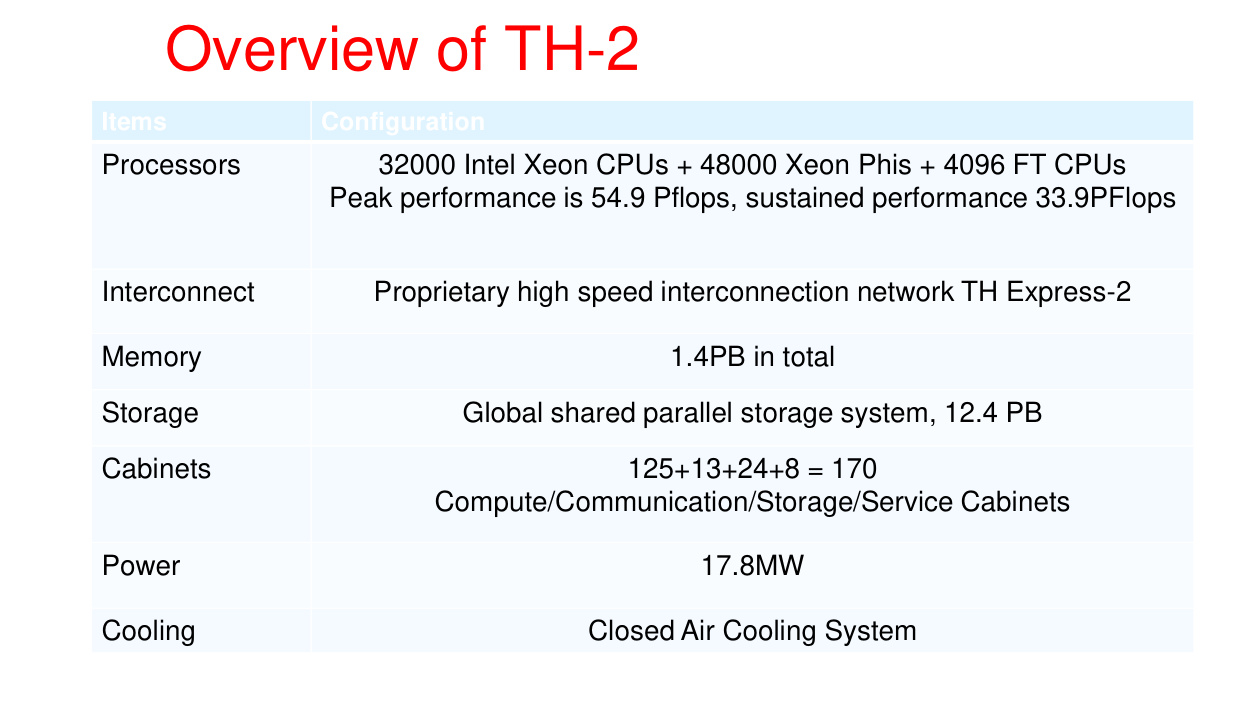 Overview of TH-2
Items Configuration
Processors 32000 Intel Xeon CPUs + 48000 Xeon Phis + 4096 FT CPUs
Peak performance is 54.9 Pflops, sustained performance 33.9PFlops
Interconnect Proprietary high speed interconnection network TH Express-2
Memory 1.4PB in total
Storage Global shared parallel storage system, 12.4 PB
Cabinets 125+13+24+8 = 170
Compute/Communication/Storage/Service Cabinets
Power 17.8MW
Cooling Closed Air Cooling System